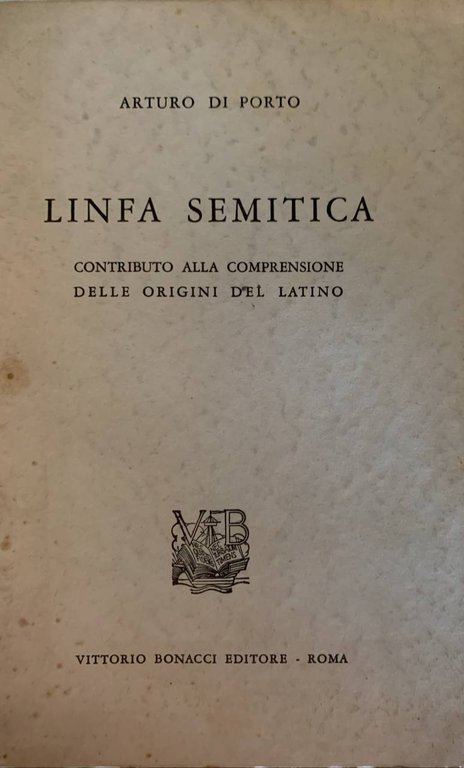 ARTURO DI PORTO
LINFA SEMITICA
CONTRIBUTO ALLA COMPRENSIONE
DELLE ORIGINI DEL LATINO
VB
VITTORIO BONACCI EDITORE - ROMA